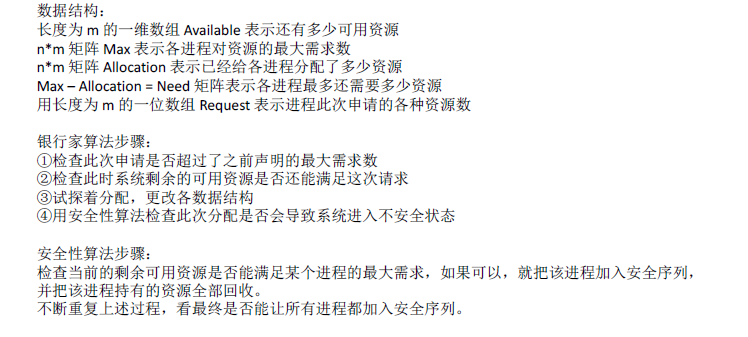 数据结构：
长度为 m 的一维数组 Available 表示还有多少可用资源
n*m 矩阵 Max 表示各进程对资源的最大需求数
n*m 矩阵 Allocation 表示已经给各进程分配了多少资源
Max – Allocation = Need 矩阵表示各进程最多还需要多少资源
用长度为 m 的一位数组 Request 表示进程此次申请的各种资源数
银行家算法步骤：
①检查此次申请是否超过了之前声明的最大需求数
②检查此时系统剩余的可用资源是否还能满足这次请求
③试探着分配，更改各数据结构
④用安全性算法检查此次分配是否会导致系统进入不安全状态
安全性算法步骤：
检查当前的剩余可用资源是否能满足某个进程的最大需求，如果可以，就把该进程加入安全序列，
并把该进程持有的资源全部回收。
不断重复上述过程，看最终是否能让所有进程都加入安全序列。